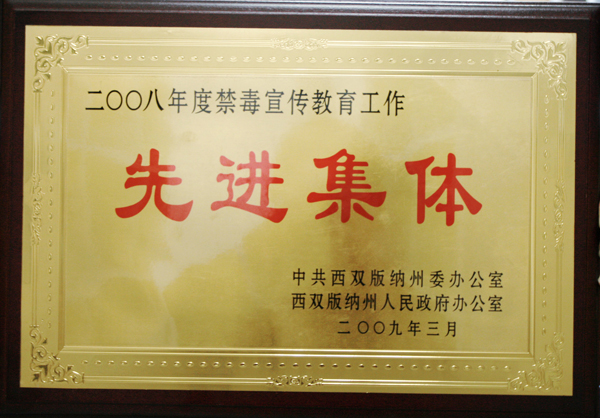 二〇〇八年度禁毒宣传教育工作
先进集体
中共西双版纳州委办公室
西双版纳州人民政府办公室
二〇〇九年三月